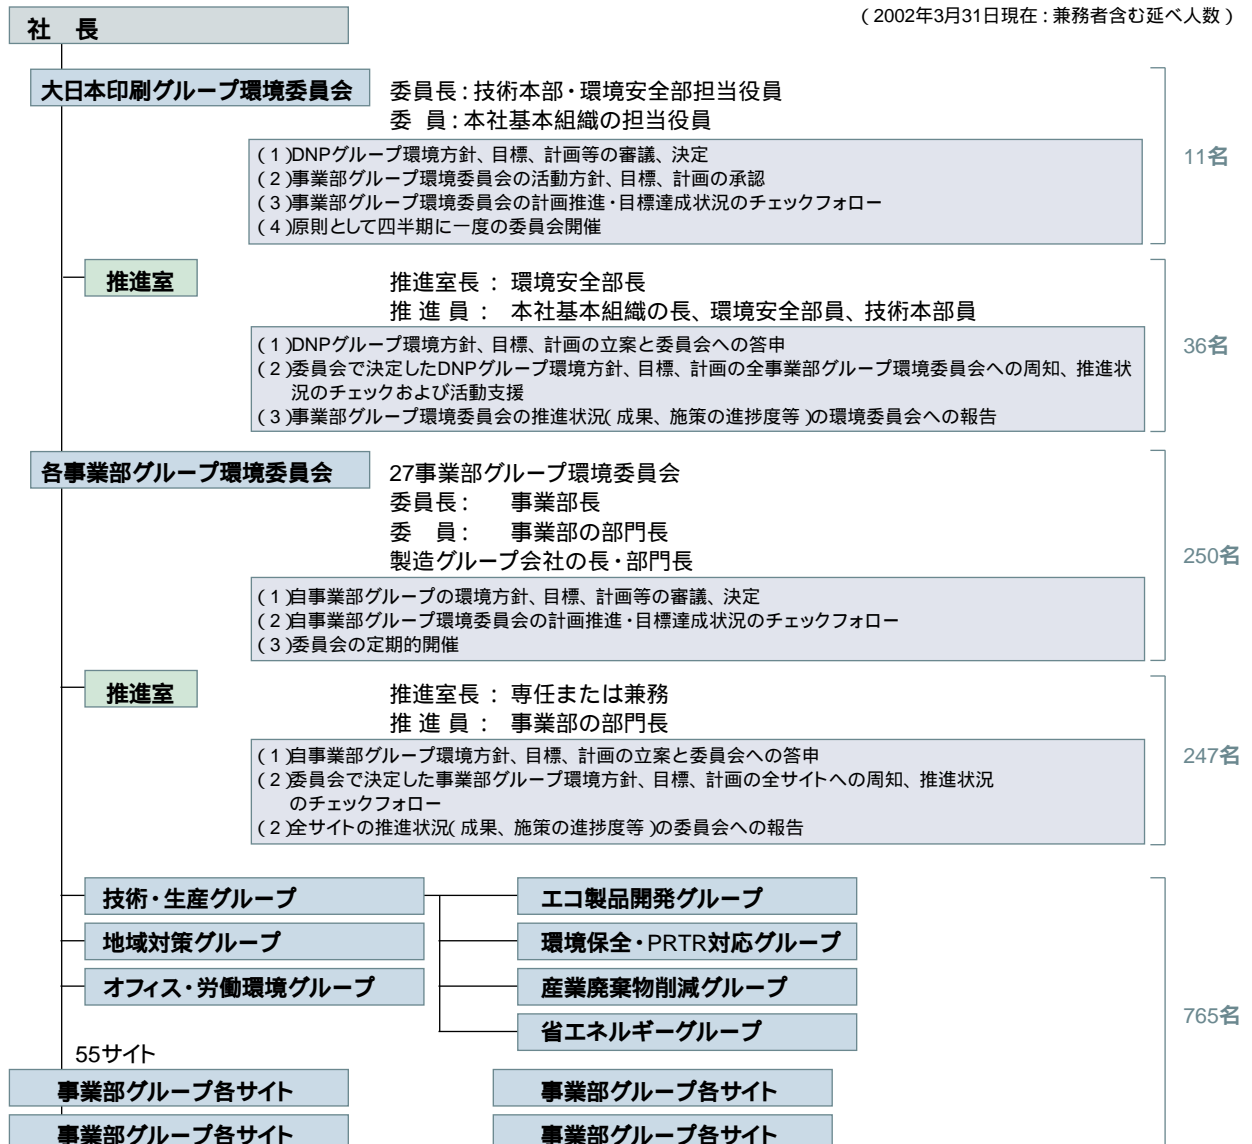 (2002年3月31日現在:兼務者含む延べ人数)
社 長
大日本印刷グループ環境委員会
委員長:技術本部・環境安全部担当役員
委 員:本社基本組織の担当役員
(1)DNPグループ環境方針、目標、計画等の審議、決定
(2)事業部グループ環境委員会の活動方針、目標、計画の承認
(3)事業部グループ環境委員会の計画推進・目標達成状況のチェックフォロー
(4)原則として四半期に一度の委員会開催
11名
推進室
推進室長: 環境安全部長
推 進 員: 本社基本組織の長、環境安全部員、技術本部員
(1)DNPグループ環境方針、目標、計画の立案と委員会への答申
(2)委員会で決定したDNPグループ環境方針、目標、計画の全事業部グループ環境委員会への周知、推進状
況のチェックおよび活動支援
(3)事業部グループ環境委員会の推進状況(成果、施策の進捗度等)の環境委員会への報告
36名
各事業部グループ環境委員会
27事業部グループ環境委員会
委員長: 事業部長
委 員: 事業部の部門長
製造グループ会社の長・部門長
(1)自事業部グループの環境方針、目標、計画等の審議、決定
(2)自事業部グループ環境委員会の計画推進・目標達成状況のチェックフォロー
(3)委員会の定期的開催
250名
推進室
推進室長: 専任または兼務
推 進 員: 事業部の部門長
(1)自事業部グループ環境方針、目標、計画の立案と委員会への答申
(2)委員会で決定した事業部グループ環境方針、目標、計画の全サイトへの周知、推進状況
のチェックフォロー
(2)全サイトの推進状況(成果、施策の進捗度等)の委員会への報告
247名
技術・生産グループ
エコ製品開発グループ
地域対策グループ
環境保全・PRTR対応グループ
オフィス・労働環境グループ
産業廃棄物削減グループ
省エネルギーグループ
765名
55サイト
事業部グループ各サイト
事業部グループ各サイト
事業部グループ各サイト
事業部グループ各サイト